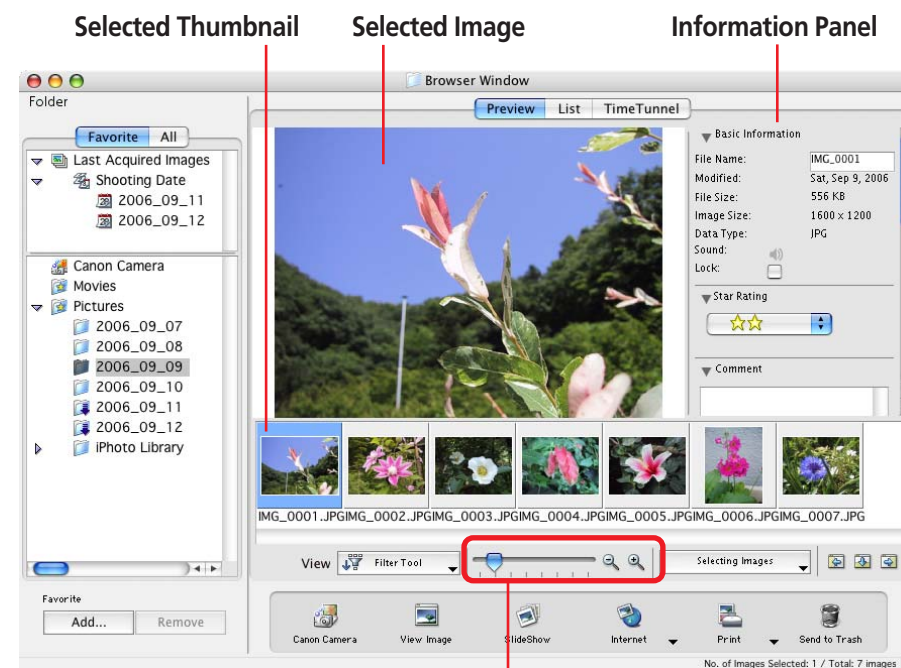 Selected Thumbnail Selected Image Information Panel
Browser Window
Folder
Preview List TimeTunnel
Favorite All
Last Acquired Images
Shooting Date
2006_09_11
2006_09_12
Canon Camera
Movies
Pictures
2006_09_07
2006_09_08
2006_09_09
2006_09_10
2006_09_11
2006_09_12
iPhoto Library
Basic Information
File Name: IMG_0001
Modified: Sat, Sep 9, 2006
File Size: 556 KB
Image Size: 1600 x 1200
Data Type: JPG
Sound:
Lock:
Star Rating
Comment
IMG_0001.JPG IMG_0002.JPG IMG_0003.JPG IMG_0004.JPG IMG_0005.JPG IMG_0006.JPG IMG_0007.JPG
View Filter Tool Selecting Images
Favorite
Add... Remove
Canon Camera View Image SlideShow Internet Print Send to Trash
No. of Images Selected: 1 / Total: 7 images